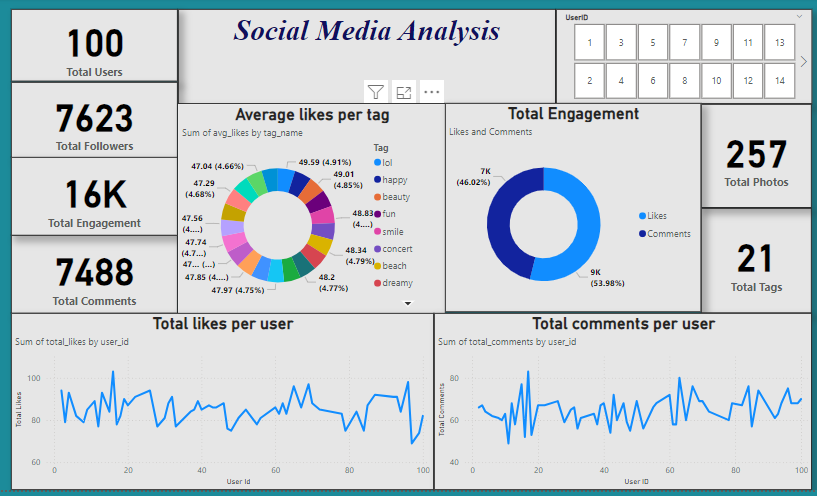 Social Media Analysis
100
Total Users
7623
Total Followers
16K
Total Engagement
7488
Total Comments
UserID
1 3 5 7 9 11 13
2 4 6 8 10 12 14
Average likes per tag
Sum of avg_likes by tag_name
49.59 (4.91%)
49.01
(4.85%)
48.83
(4....)
48.34
(4.79%)
48.2
(4.77%)
47.97 (4.75%)
47.85 (4....)
47... (...)
47.74
(4.7...)
47.56
(4....)
47.29
(4.68%)
47.04 (4.66%)
Tag
lol
happy
beauty
fun
smile
concert
beach
dreamy
Total Engagement
Likes and Comments
7K
(46.02%)
9K
(53.98%)
Likes
Comments
257
Total Photos
21
Total Tags
Total likes per user
Sum of total_likes by user_id
Total Likes
100
80
60
0 20 40 60 80 100
User Id
Total comments per user
Sum of total_comments by user_id
Total Comments
80
60
40
0 20 40 60 80 100
User ID